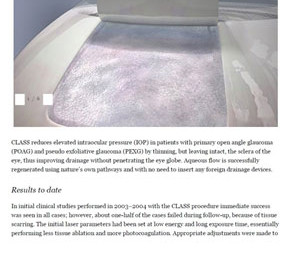 1 / 6
CLASS reduces elevated intraocular pressure (IOP) in patients with primary open angle glaucoma
(POAG) and pseudo exfoliative glaucoma (PEXG) by thinning, but leaving intact, the sclera of the
eye, thus improving drainage without penetrating the eye globe. Aqueous flow is successfully
regenerated using nature's own pathways and with no need to insert any foreign drainage devices.
Results to date
In initial clinical studies performed in 2003–2004 with the CLASS procedure immediate success
was seen in all cases; however, about one-half of the cases failed during follow-up, because of tissue
scarring. The initial laser parameters had been set at low energy and long exposure time, essentially
performing less tissue ablation and more photocoagulation. Appropriate adjustments were made to